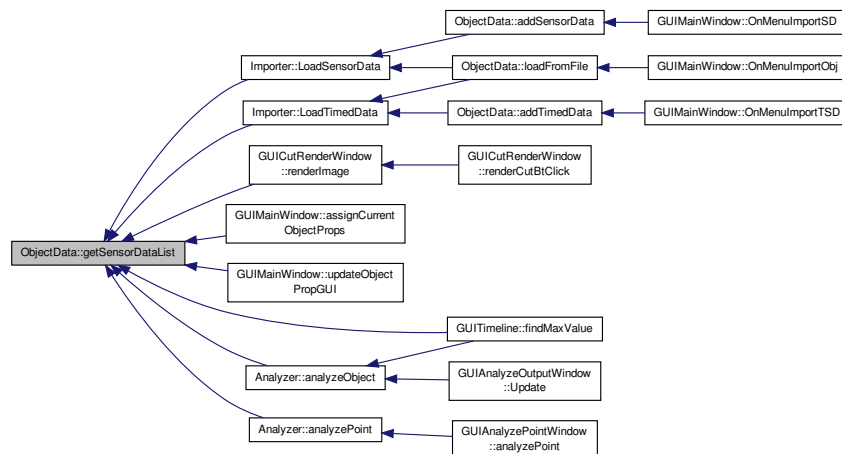 ObjectData::addSensorData
GUIMainWindow::OnMenuImportSD
Importer::LoadSensorData
ObjectData::loadFromFile
GUIMainWindow::OnMenuImportObj
Importer::LoadTimedData
ObjectData::addTimedData
GUIMainWindow::OnMenuImportTSD
GUICutRenderWindow
::renderImage
GUICutRenderWindow
::renderCutBtClick
GUIMainWindow::assignCurrent
ObjectProps
ObjectData::getSensorDataList
GUIMainWindow::updateObject
PropGUI
GUITimeline::findMaxValue
Analyzer::analyzeObject
GUIAnalyzeOutputWindow
::Update
Analyzer::analyzePoint
GUIAnalyzePointWindow
::analyzePoint